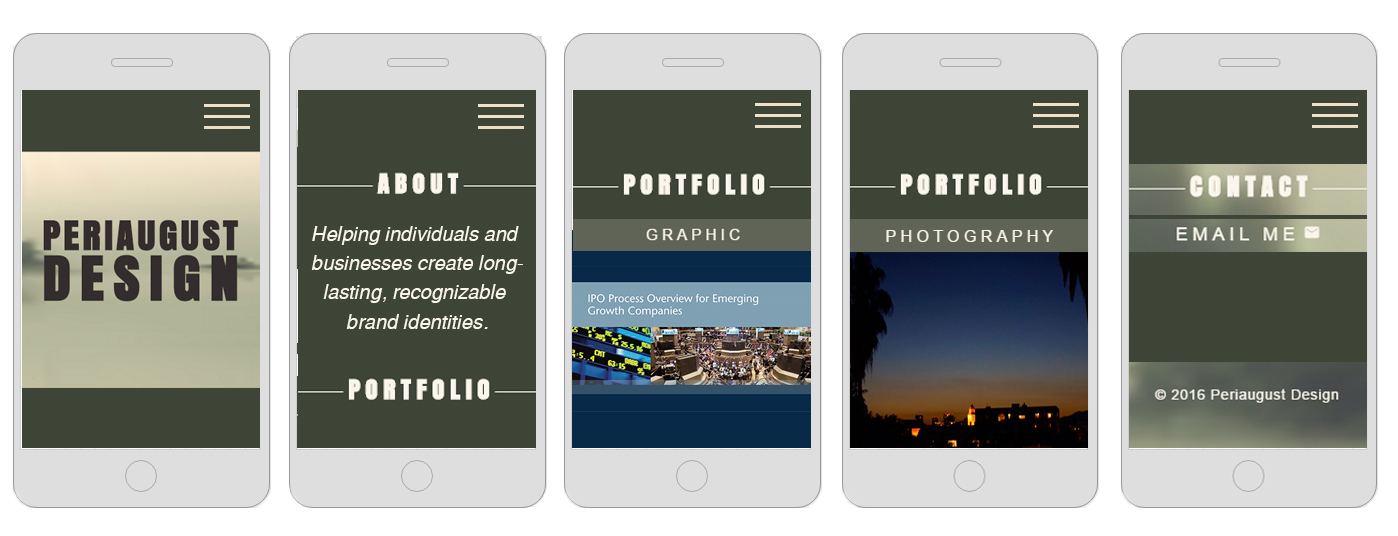 PERIAUGUST
DESIGN
ABOUT
Helping individuals and
businesses create long-
lasting, recognizable
brand identities.
PORTFOLIO
PORTFOLIO
GRAPHIC
IPO Process Overview for Emerging
Growth Companies
PORTFOLIO
PHOTOGRAPHY
CONTACT
EMAIL ME
© 2016 Periaugust Design